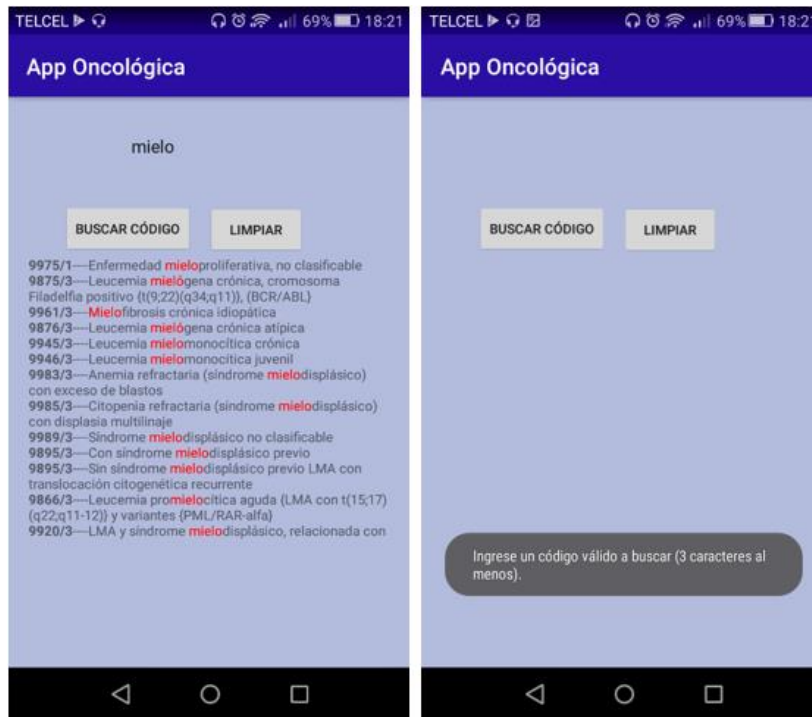 TELCEL 69% 18:21
App Oncológica
mielo
BUSCAR CÓDIGO LIMPIAR
9975/1----Enfermedad mieloproliferativa, no clasificable
9875/3----Leucemia mielógena crónica, cromosoma
Filadelfia positivo {t(9;22)(q34;q11)}, {BCR/ABL}
9961/3----Mielofibrosis crónica idiopática
9876/3----Leucemia mielógena crónica atípica
9945/3----Leucemia mielomonocítica crónica
9946/3----Leucemia mielomonocítica juvenil
9983/3----Anemia refractaria (síndrome mielodisplásico)
con exceso de blastos
9985/3----Citopenia refractaria (síndrome mielodisplásico)
con displasia multilinaje
9989/3----Síndrome mielodisplásico no clasificable
9895/3----Con síndrome mielodisplásico previo
9895/3----Sin síndrome mielodisplásico previo LMA con
translocación citogenética recurrente
9866/3----Leucemia promielocítica aguda {LMA con t(15;17)
(q22;q11-12)} y variantes {PML/RAR-alfa}
9920/3----LMA y síndrome mielodisplásico, relacionada con
TELCEL 69% 18:21
App Oncológica
BUSCAR CÓDIGO LIMPIAR
Ingrese un código válido a buscar (3 caracteres al
menos).